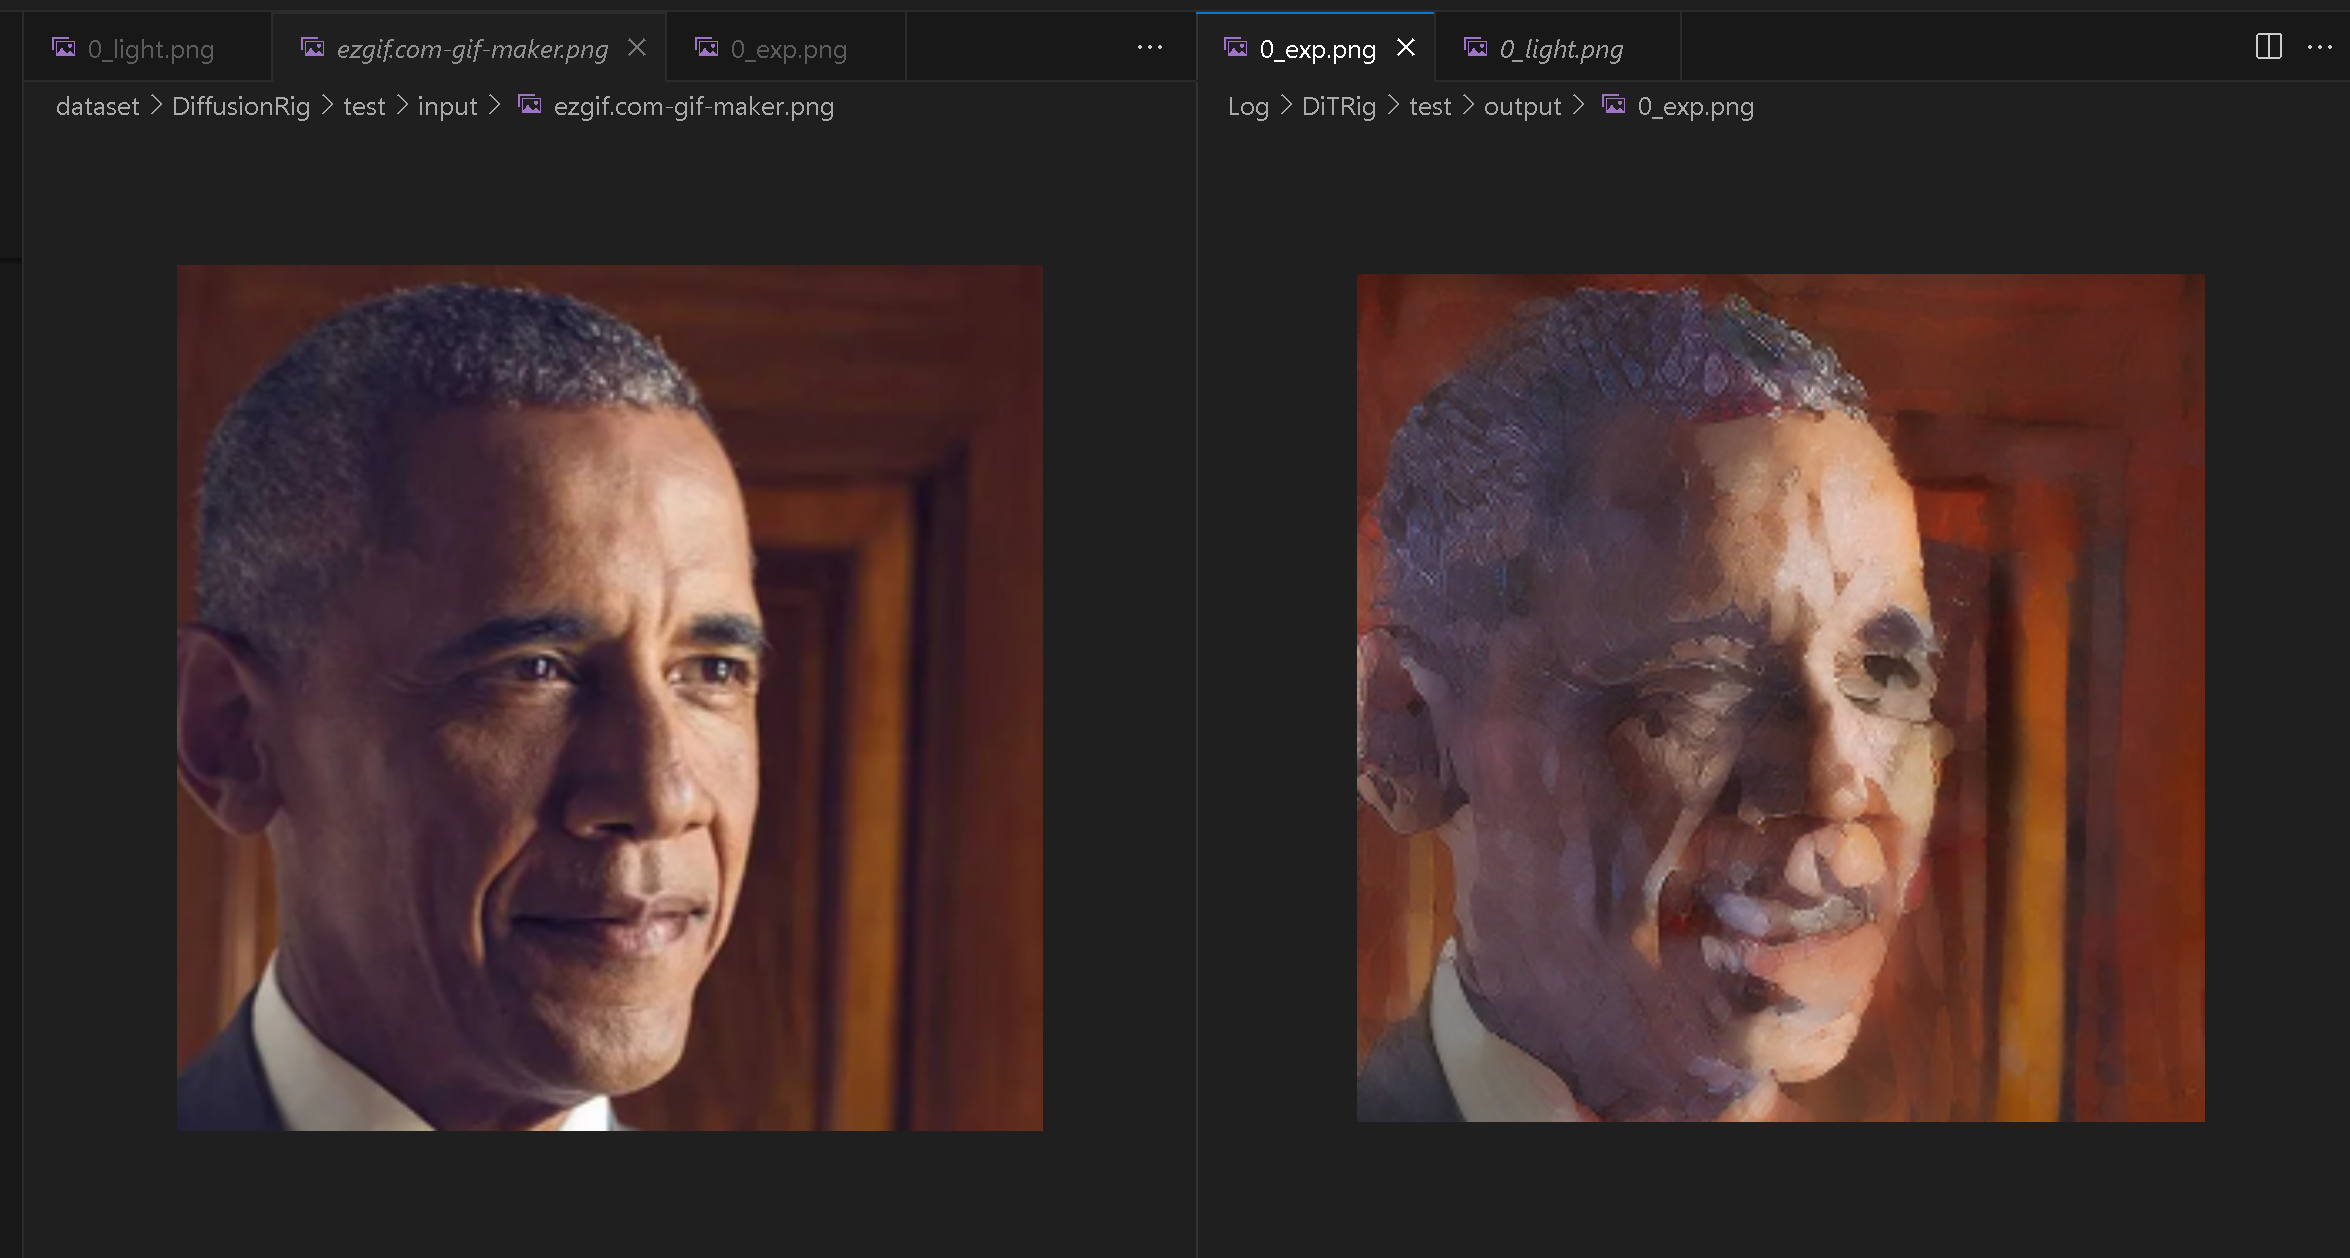 0_light.png
ezgif.com-gif-maker.png
0_exp.png
0_exp.png
0_light.png
dataset > DiffusionRig > test > input > ezgif.com-gif-maker.png
Log > DiTRig > test > output > 0_exp.png